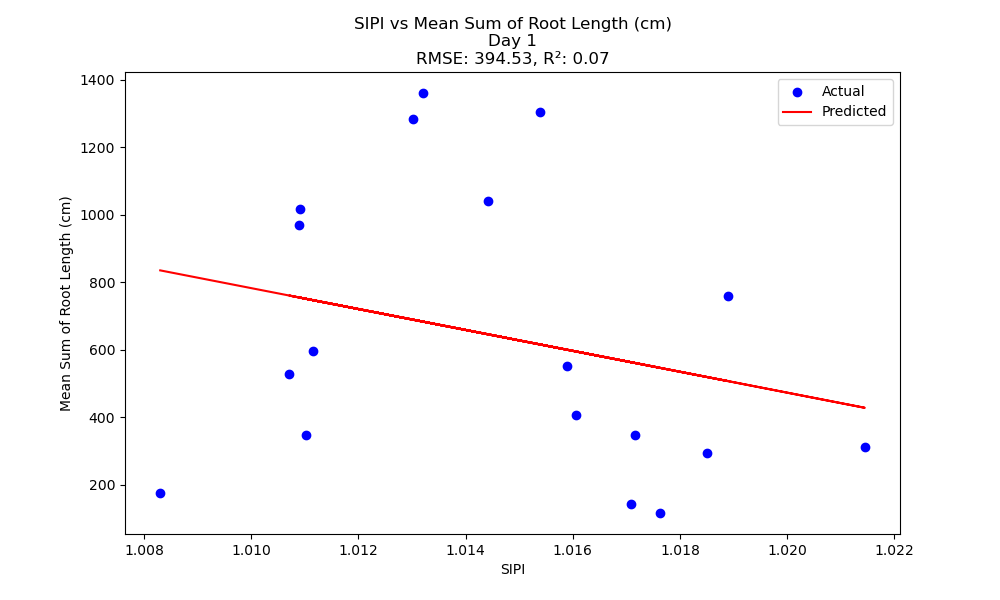 SIPI vs Mean Sum of Root Length (cm)
Day 1
RMSE: 394.53, R²: 0.07
Actual
Predicted
Mean Sum of Root Length (cm)
1400
1200
1000
800
600
400
200
1.008 1.010 1.012 1.014 1.016 1.018 1.020 1.022
SIPI